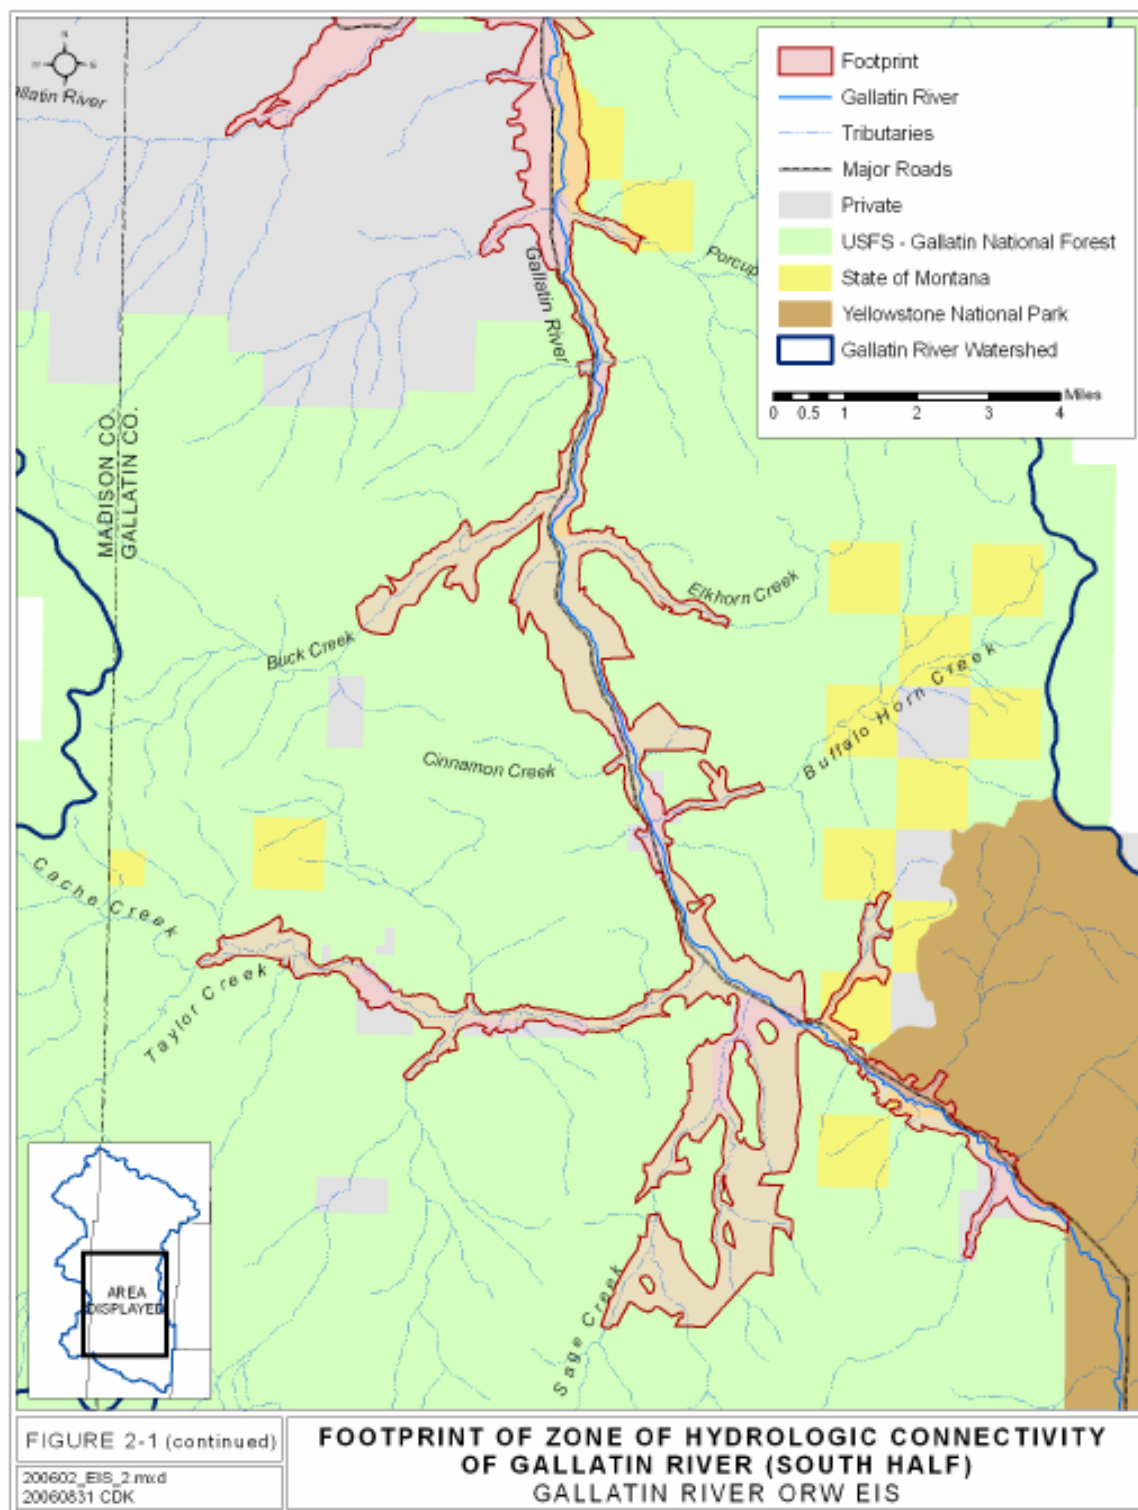 Footprint
Gallatin River
Tributaries
Major Roads
Private
USFS - Gallatin National Forest
State of Montana
Yellowstone National Park
Gallatin River Watershed
Miles
0 0.5 1 2 3 4
N
allatin River
Porcup
Gallatin River
MADISON CO.
GALLATIN CO.
Elkhorn Creek
Buck Creek
Buffalo Horn Creek
Cinnamon Creek
Cache Creek
Taylor Creek
Sage Creek
AREA
DISPLAYED
FIGURE 2-1 (continued)
200602_EIS_2.mxd
20060831 CDK
FOOTPRINT OF ZONE OF HYDROLOGIC CONNECTIVITY
OF GALLATIN RIVER (SOUTH HALF)
GALLATIN RIVER ORW EIS